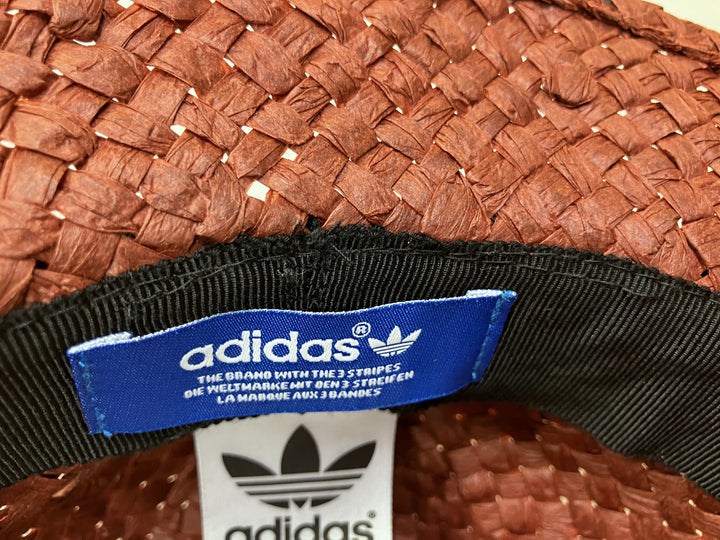 adidas®
THE BRAND WITH THE 3 STRIPES
DIE WELTMARKE MIT DEN 3 STREIFEN
LA MARQUE AUX 3 BANDES
adidas